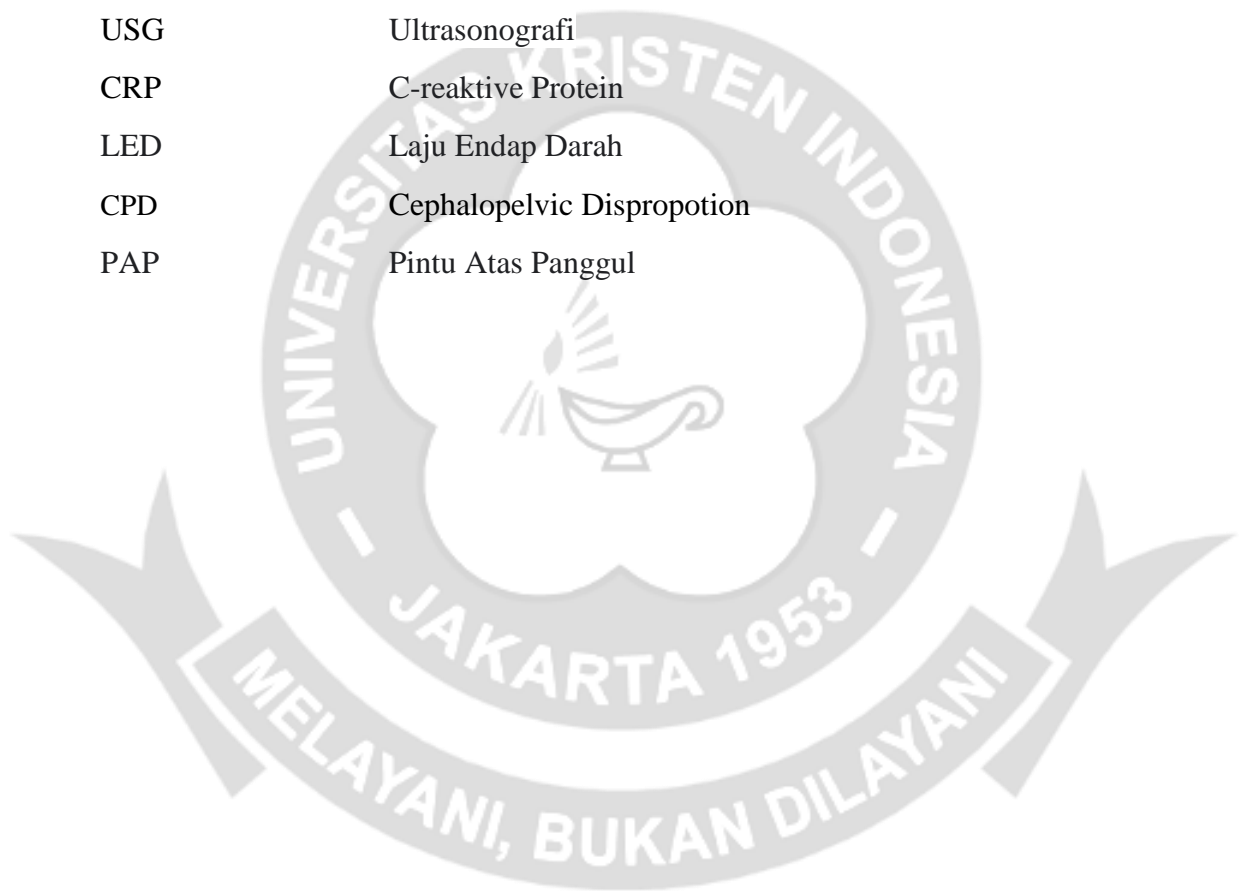 USG Ultrasonografi
CRP C-reaktive Protein
LED Laju Endap Darah
CPD Cephalopelvic Dispropotion
PAP Pintu Atas Panggul
UNIVERSITAS KRISTEN INDONESIA
- JAKARTA 1953 -
MELAYANI, BUKAN DILAYANI